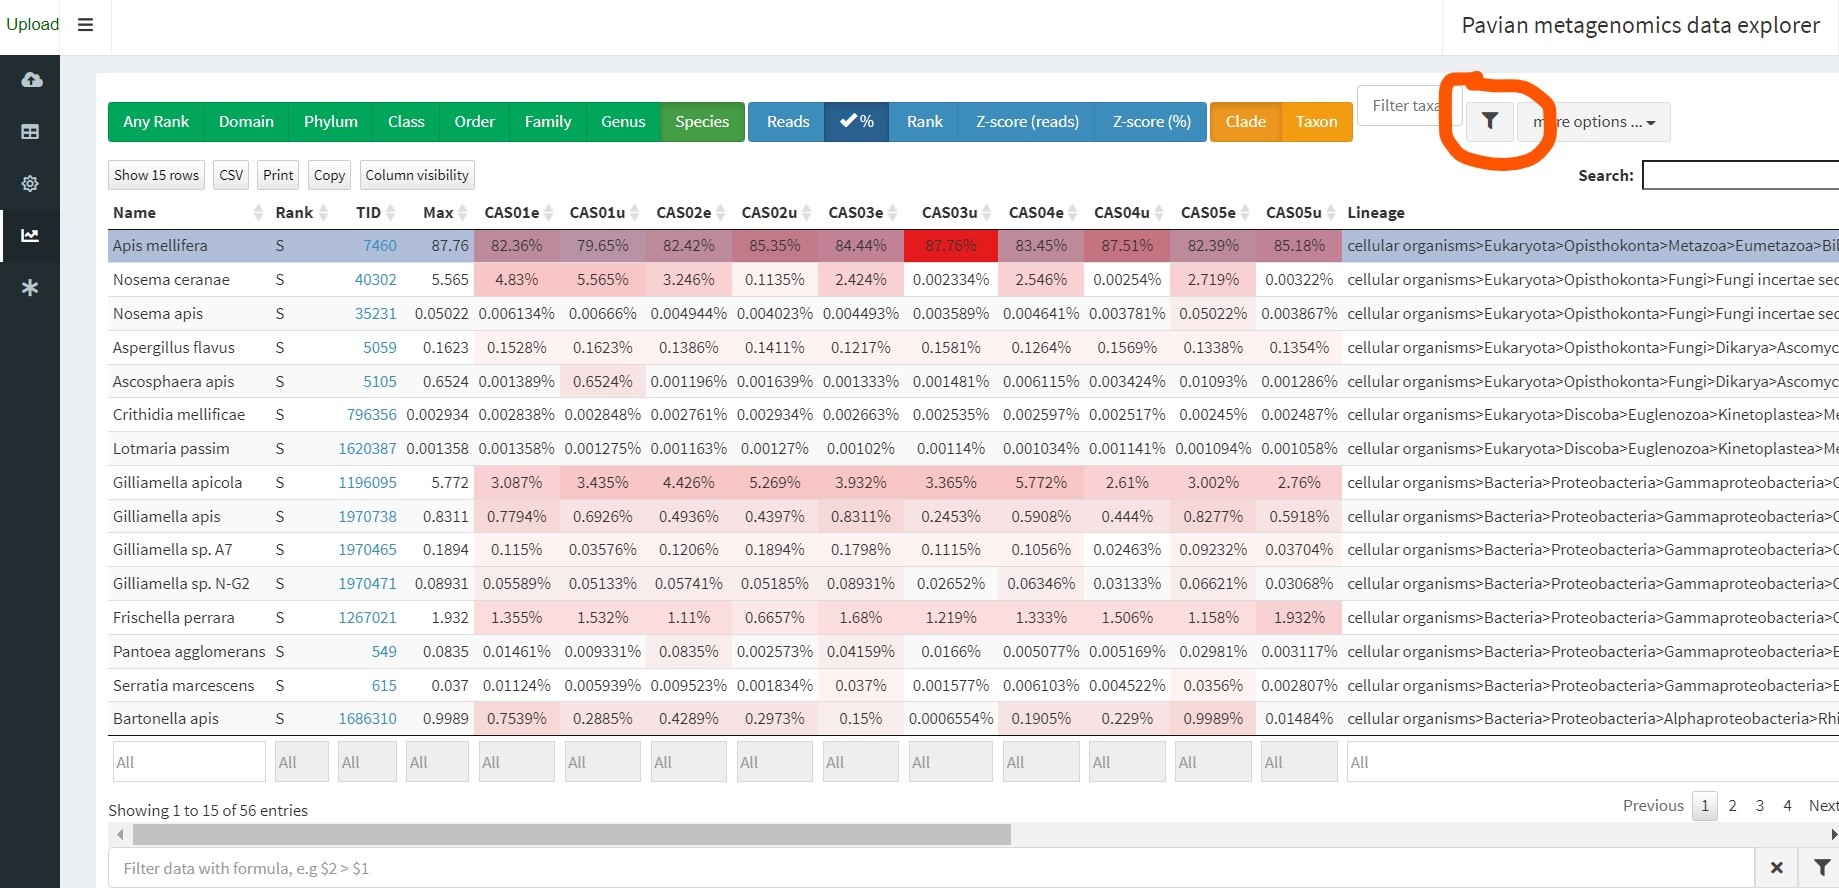 Upload
Pavian metagenomics data explorer
Any Rank Domain Phylum Class Order Family Genus Species Reads % Rank Z-score (reads) Z-score (%) Clade Taxon Filter taxa more options ...
Show 15 rows CSV Print Copy Column visibility Search:
Name Rank TID Max CAS01e CAS01u CAS02e CAS02u CAS03e CAS03u CAS04e CAS04u CAS05e CAS05u Lineage
Apis mellifera S 7460 87.76 82.36% 79.65% 82.42% 85.35% 84.44% 87.76% 83.45% 87.51% 82.39% 85.18% cellular organisms>Eukaryota>Opisthokonta>Metazoa>Eumetazoa>Bil
Nosema ceranae S 40302 5.565 4.83% 5.565% 3.246% 0.1135% 2.424% 0.002334% 2.546% 0.00254% 2.719% 0.00322% cellular organisms>Eukaryota>Opisthokonta>Fungi>Fungi incertae sed
Nosema apis S 35231 0.05022 0.006134% 0.00666% 0.004944% 0.004023% 0.004493% 0.003589% 0.004641% 0.003781% 0.05022% 0.003867% cellular organisms>Eukaryota>Opisthokonta>Fungi>Fungi incertae sed
Aspergillus flavus S 5059 0.1623 0.1528% 0.1623% 0.1386% 0.1411% 0.1217% 0.1581% 0.1264% 0.1569% 0.1338% 0.1354% cellular organisms>Eukaryota>Opisthokonta>Fungi>Dikarya>Ascomyc
Ascosphaera apis S 5105 0.6524 0.001389% 0.6524% 0.001196% 0.001639% 0.001333% 0.001481% 0.006115% 0.003424% 0.01093% 0.001286% cellular organisms>Eukaryota>Opisthokonta>Fungi>Dikarya>Ascomyc
Crithidia mellificae S 796356 0.002934 0.002838% 0.002848% 0.002761% 0.002934% 0.002663% 0.002535% 0.002597% 0.002517% 0.00245% 0.002487% cellular organisms>Eukaryota>Discoba>Euglenozoa>Kinetoplastea>Me
Lotmaria passim S 1620387 0.001358 0.001358% 0.001275% 0.001163% 0.00127% 0.00102% 0.00114% 0.001034% 0.001141% 0.001094% 0.001058% cellular organisms>Eukaryota>Discoba>Euglenozoa>Kinetoplastea>Me
Gilliamella apicola S 1196095 5.772 3.087% 3.435% 4.426% 5.269% 3.932% 3.365% 5.772% 2.61% 3.002% 2.76% cellular organisms>Bacteria>Proteobacteria>Gammaproteobacteria>O
Gilliamella apis S 1970738 0.8311 0.7794% 0.6926% 0.4936% 0.4397% 0.8311% 0.2453% 0.5908% 0.444% 0.8277% 0.5918% cellular organisms>Bacteria>Proteobacteria>Gammaproteobacteria>O
Gilliamella sp. A7 S 1970465 0.1894 0.115% 0.03576% 0.1206% 0.1894% 0.1798% 0.1115% 0.1056% 0.02463% 0.09232% 0.03704% cellular organisms>Bacteria>Proteobacteria>Gammaproteobacteria>O
Gilliamella sp. N-G2 S 1970471 0.08931 0.05589% 0.05133% 0.05741% 0.05185% 0.08931% 0.02652% 0.06346% 0.03133% 0.06621% 0.03068% cellular organisms>Bacteria>Proteobacteria>Gammaproteobacteria>O
Frischella perrara S 1267021 1.932 1.355% 1.532% 1.11% 0.6657% 1.68% 1.219% 1.333% 1.506% 1.158% 1.932% cellular organisms>Bacteria>Proteobacteria>Gammaproteobacteria>O
Pantoea agglomerans S 549 0.0835 0.01461% 0.009331% 0.0835% 0.002573% 0.04159% 0.0166% 0.005077% 0.005169% 0.02981% 0.003117% cellular organisms>Bacteria>Proteobacteria>Gammaproteobacteria>E
Serratia marcescens S 615 0.037 0.01124% 0.005939% 0.009523% 0.001834% 0.037% 0.001577% 0.006103% 0.004522% 0.0356% 0.002807% cellular organisms>Bacteria>Proteobacteria>Gammaproteobacteria>E
Bartonella apis S 1686310 0.9989 0.7539% 0.2885% 0.4289% 0.2973% 0.15% 0.0006554% 0.1905% 0.229% 0.9989% 0.01484% cellular organisms>Bacteria>Proteobacteria>Alphaproteobacteria>Rhi
All All All All All All All All All All All All All All All
Showing 1 to 15 of 56 entries Previous 1 2 3 4 Next
Filter data with formula, e.g $2 > $1